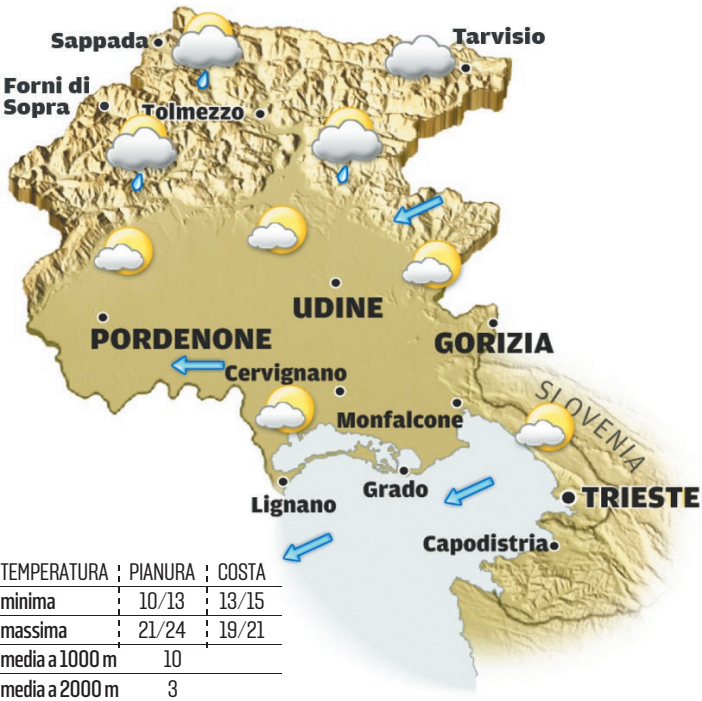 Sappada
Tarvisio
Forni di
Sopra
Tolmezzo
UDINE
PORDENONE
GORIZIA
Cervignano
SLOVENIA
Monfalcone
Grado
Lignano
TRIESTE
Capodistria
TEMPERATURA PIANURA COSTA
minima 10/13 13/15
massima 21/24 19/21
media a 1000 m 10
media a 2000 m 3